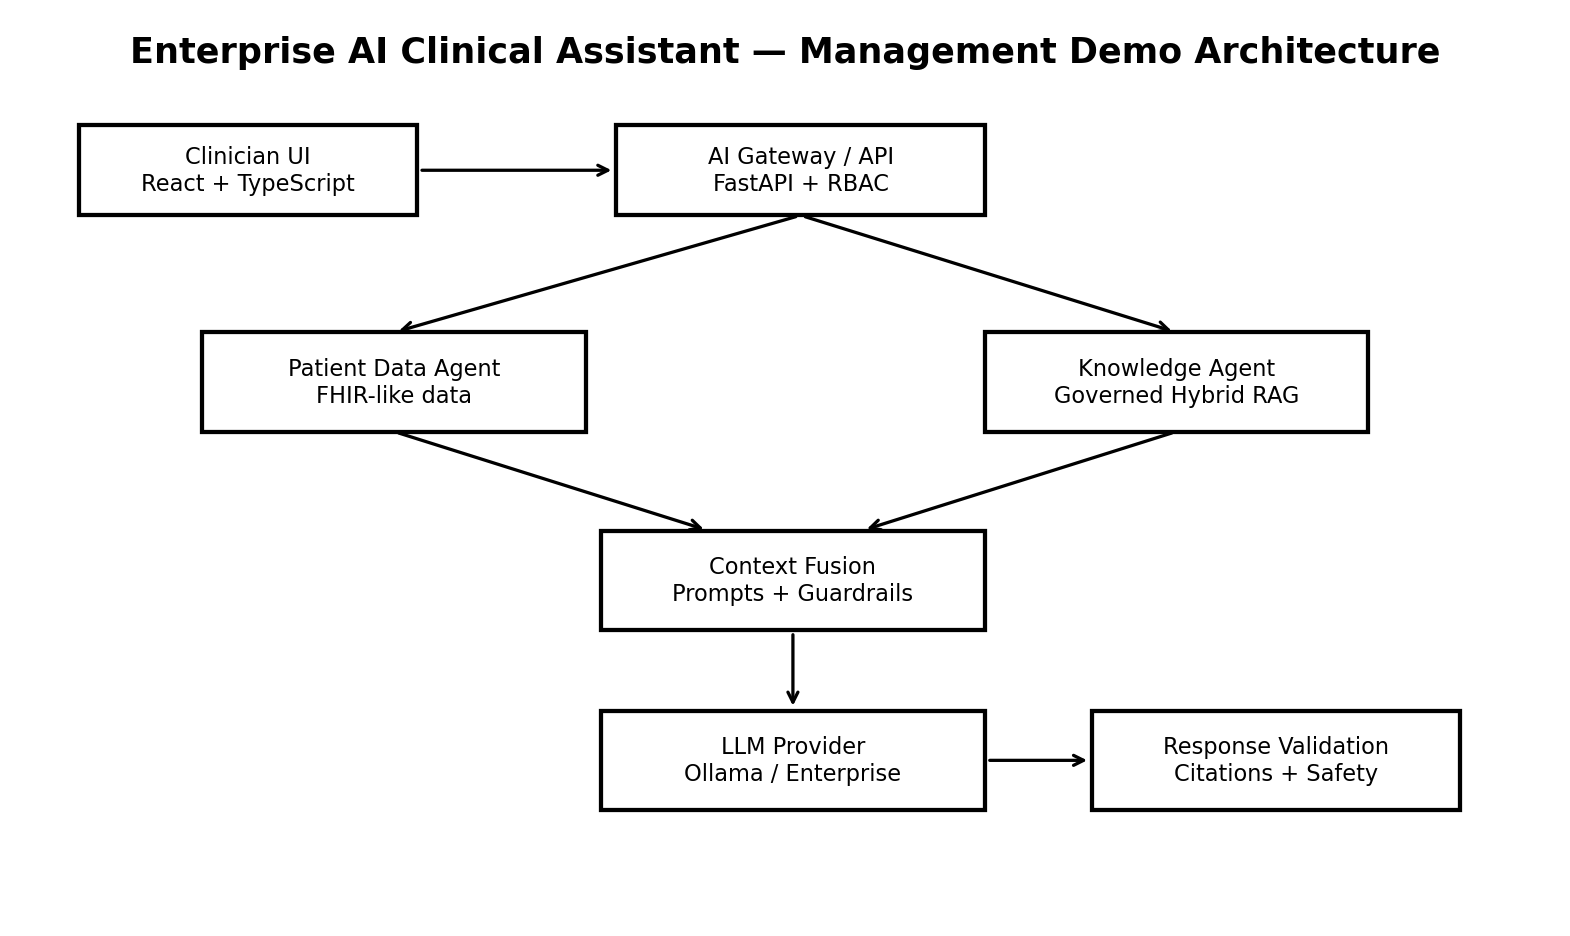 Enterprise AI Clinical Assistant — Management Demo Architecture
Clinician UI
React + TypeScript
AI Gateway / API
FastAPI + RBAC
Patient Data Agent
FHIR-like data
Knowledge Agent
Governed Hybrid RAG
Context Fusion
Prompts + Guardrails
LLM Provider
Ollama / Enterprise
Response Validation
Citations + Safety